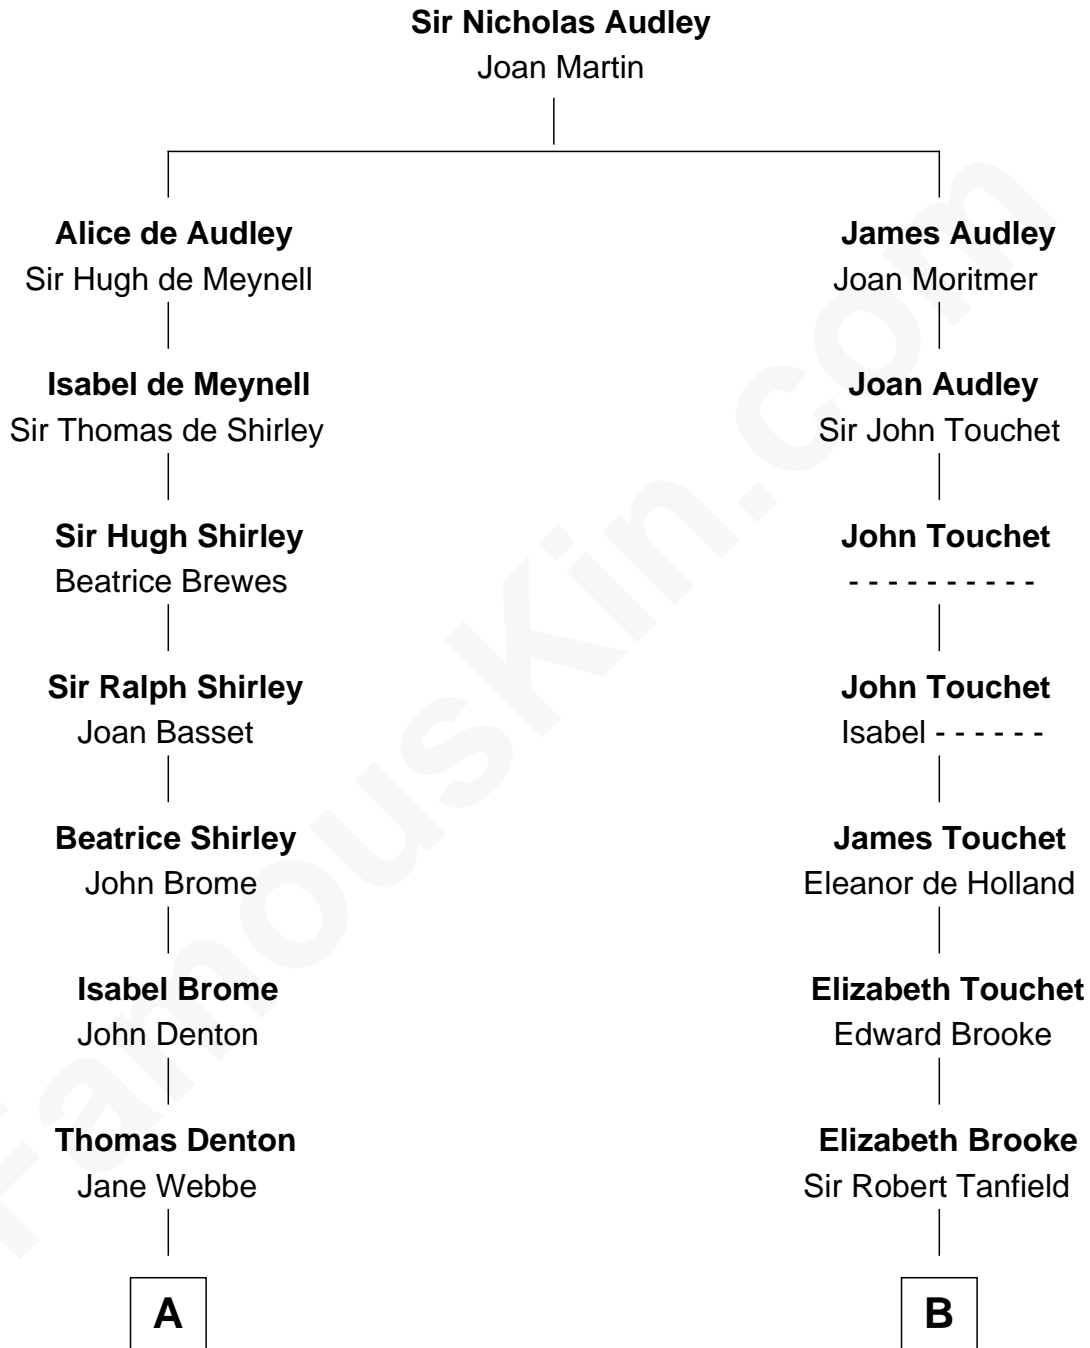 Sir Nicholas Audley
Joan Martin
Alice de Audley
Sir Hugh de Meynell
Isabel de Meynell
Sir Thomas de Shirley
Sir Hugh Shirley
Beatrice Brewes
Sir Ralph Shirley
Joan Basset
Beatrice Shirley
John Brome
Isabel Brome
John Denton
Thomas Denton
Jane Webbe
A
James Audley
Joan Moritmer
Joan Audley
Sir John Touchet
John Touchet
- - - - - - - - - -
John Touchet
Isabel - - - - - -
James Touchet
Eleanor de Holland
Elizabeth Touchet
Edward Brooke
Elizabeth Brooke
Sir Robert Tanfield
B
FamousKin.com